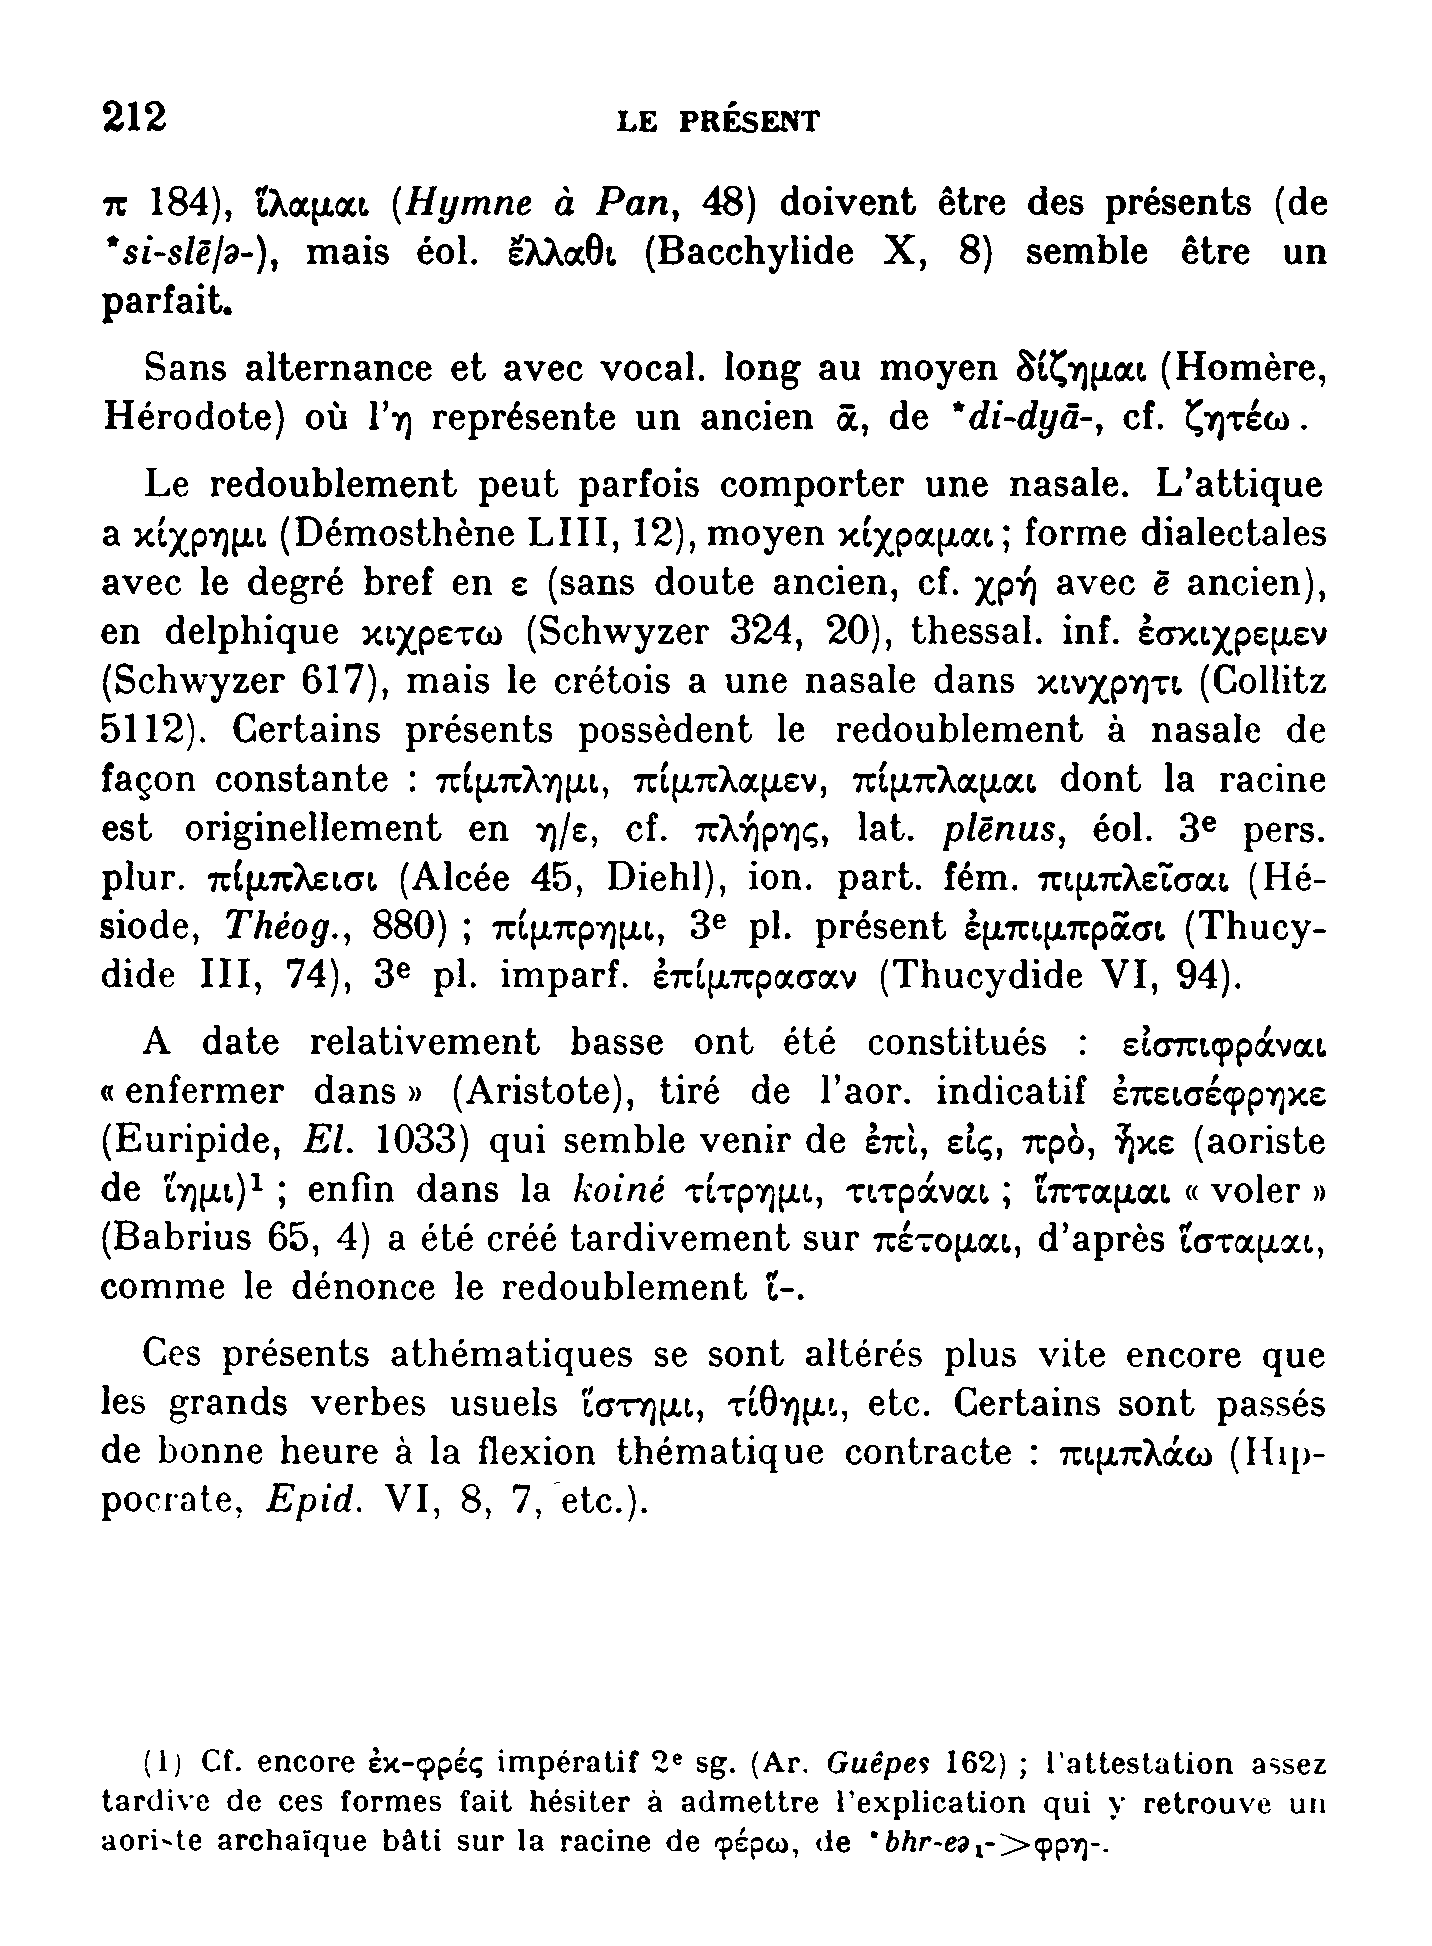 212 LE PRÉSENT
π 184), ἵλαμαι (Hymne à Pan, 48) doivent être des présents (de
*si-slē/ə-), mais éol. ἔλλαθι (Bacchylide X, 8) semble être un
parfait.
Sans alternance et avec vocal. long au moyen δίζημαι (Homère,
Hérodote) où l’η représente un ancien ᾱ, de *di-dyā-, cf. ζητέω.
Le redoublement peut parfois comporter une nasale. L’attique
a κίχρημι (Démosthène LIII, 12), moyen κίχραμαι ; forme dialectales
avec le degré bref en ε (sans doute ancien, cf. χρή avec ē ancien),
en delphique κιχρετω (Schwyzer 324, 20), thessal. inf. ἐσκιχρεμεν
(Schwyzer 617), mais le crétois a une nasale dans κινχρητι (Collitz
5112). Certains présents possèdent le redoublement à nasale de
façon constante : πίμπλημι, πίμπλαμεν, πίμπλαμαι dont la racine
est originellement en η/ε, cf. πλήρης, lat. plēnus, éol. 3e pers.
plur. πίμπλεισι (Alcée 45, Diehl), ion. part. fém. πιμπλεῖσαι (Hé-
siode, Théog., 880) ; πίμπρημι, 3e pl. présent ἐμπιμπρᾶσι (Thucy-
dide III, 74), 3e pl. imparf. ἐπίμπρασαν (Thucydide VI, 94).
A date relativement basse ont été constitués : εἰσπιφράναι
« enfermer dans » (Aristote), tiré de l’aor. indicatif ἐπεισέφρηκε
(Euripide, El. 1033) qui semble venir de ἐπὶ, εἰς, πρὸ, ἧκε (aoriste
de ἵημι)¹ ; enfin dans la koiné τίτρημι, τιτράναι ; ἵπταμαι « voler »
(Babrius 65, 4) a été créé tardivement sur πέτομαι, d’après ἵσταμαι,
comme le dénonce le redoublement ἵ-.
Ces présents athématiques se sont altérés plus vite encore que
les grands verbes usuels ἵστημι, τίθημι, etc. Certains sont passés
de bonne heure à la flexion thématique contracte : πιμπλάω (Hip-
pocrate, Epid. VI, 8, 7, etc.).
(1) Cf. encore ἐκ-φρές impératif 2e sg. (Ar. Guêpes 162) ; l’attestation assez
tardive de ces formes fait hésiter à admettre l’explication qui y retrouve un
aoriste archaïque bâti sur la racine de φέρω, de *bhr-eə₁->φρη-.